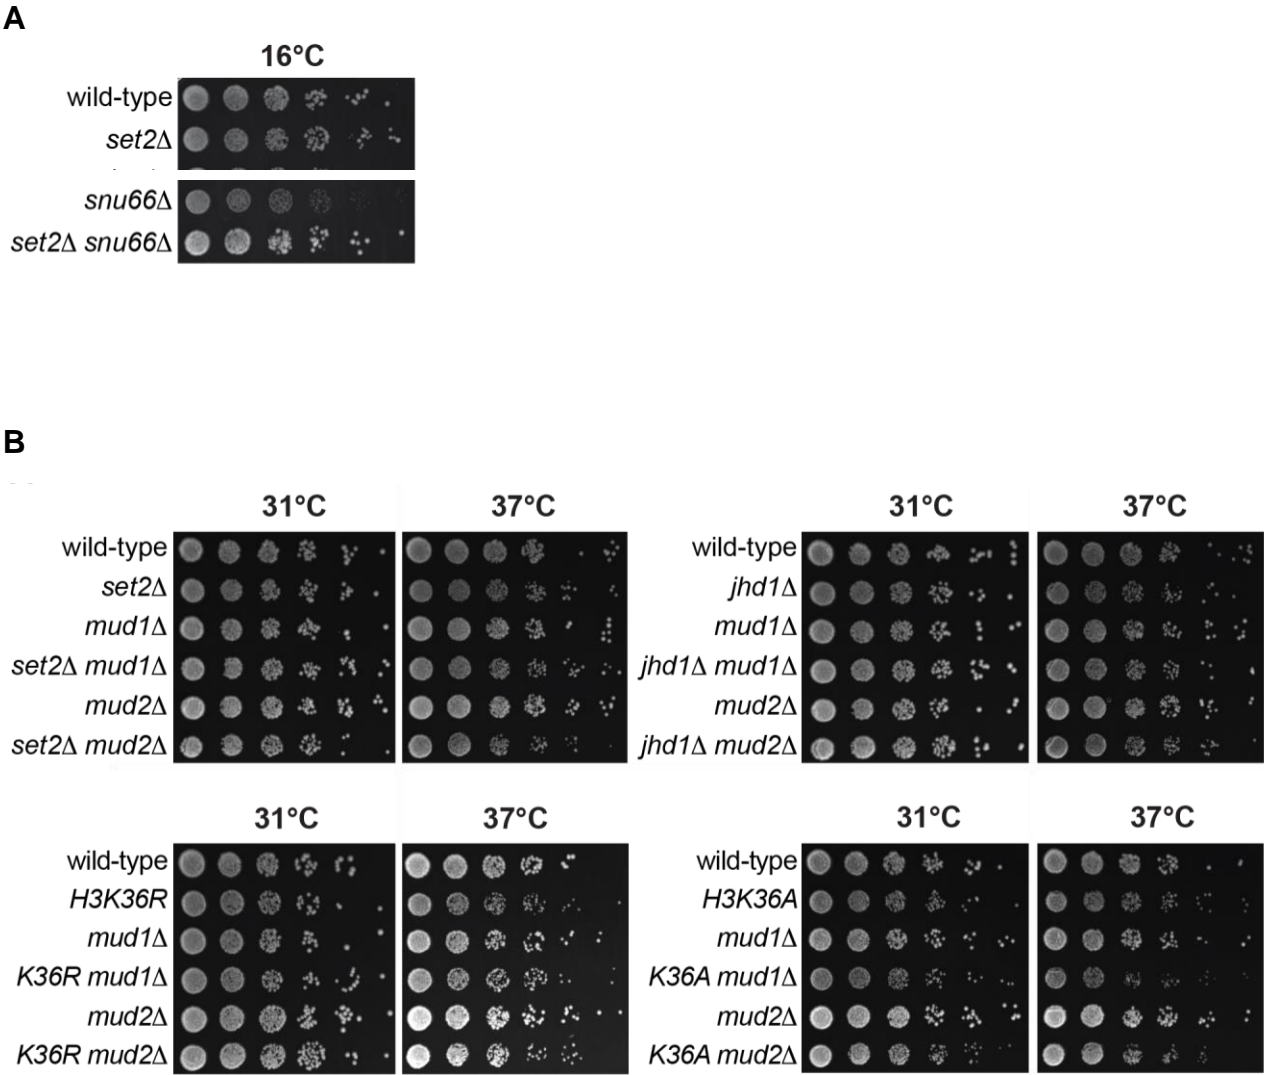 A
16°C
wild-type
set2Δ
snu66Δ
set2Δ snu66Δ
B
31°C 37°C
wild-type
set2Δ
mud1Δ
set2Δ mud1Δ
mud2Δ
set2Δ mud2Δ
31°C 37°C
wild-type
jhd1Δ
mud1Δ
jhd1Δ mud1Δ
mud2Δ
jhd1Δ mud2Δ
31°C 37°C
wild-type
H3K36R
mud1Δ
K36R mud1Δ
mud2Δ
K36R mud2Δ
31°C 37°C
wild-type
H3K36A
mud1Δ
K36A mud1Δ
mud2Δ
K36A mud2Δ